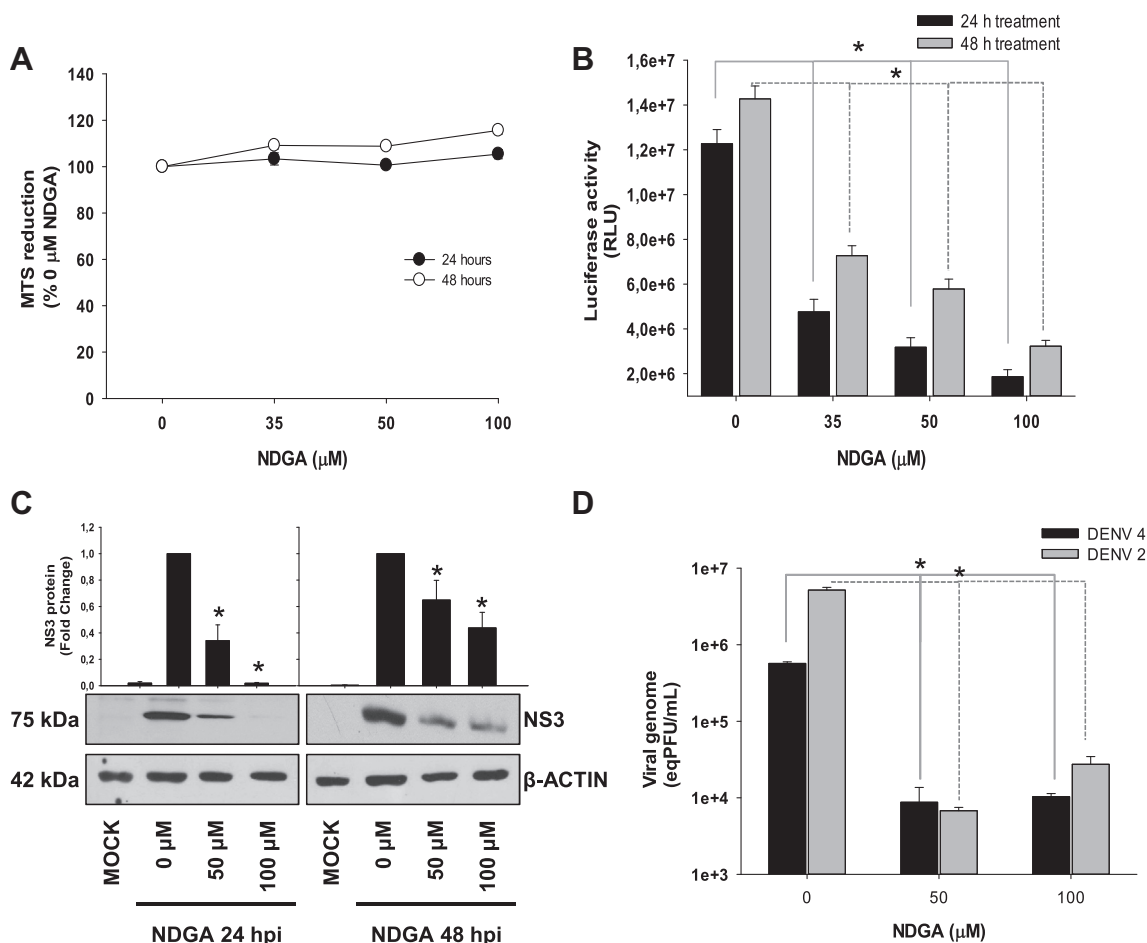 A
140
120
100
80
60
40
20
0
MTS reduction
(% 0 µM NDGA)
24 hours
48 hours
0 35 50 100
NDGA (µM)
B
24 h treatment
48 h treatment
*
*
1,6e+7
1,4e+7
1,2e+7
1,0e+7
8,0e+6
6,0e+6
4,0e+6
2,0e+6
Luciferase activity
(RLU)
0 35 50 100
NDGA (µM)
C
1,2
1,0
0,8
0,6
0,4
0,2
0,0
NS3 protein
(Fold Change)
* * * *
75 kDa
NS3
42 kDa
β-ACTIN
MOCK 0 µM 50 µM 100 µM MOCK 0 µM 50 µM 100 µM
NDGA 24 hpi NDGA 48 hpi
D
DENV 4
DENV 2
* *
1e+7
1e+6
1e+5
1e+4
1e+3
Viral genome
(eqPFU/mL)
0 50 100
NDGA (µM)